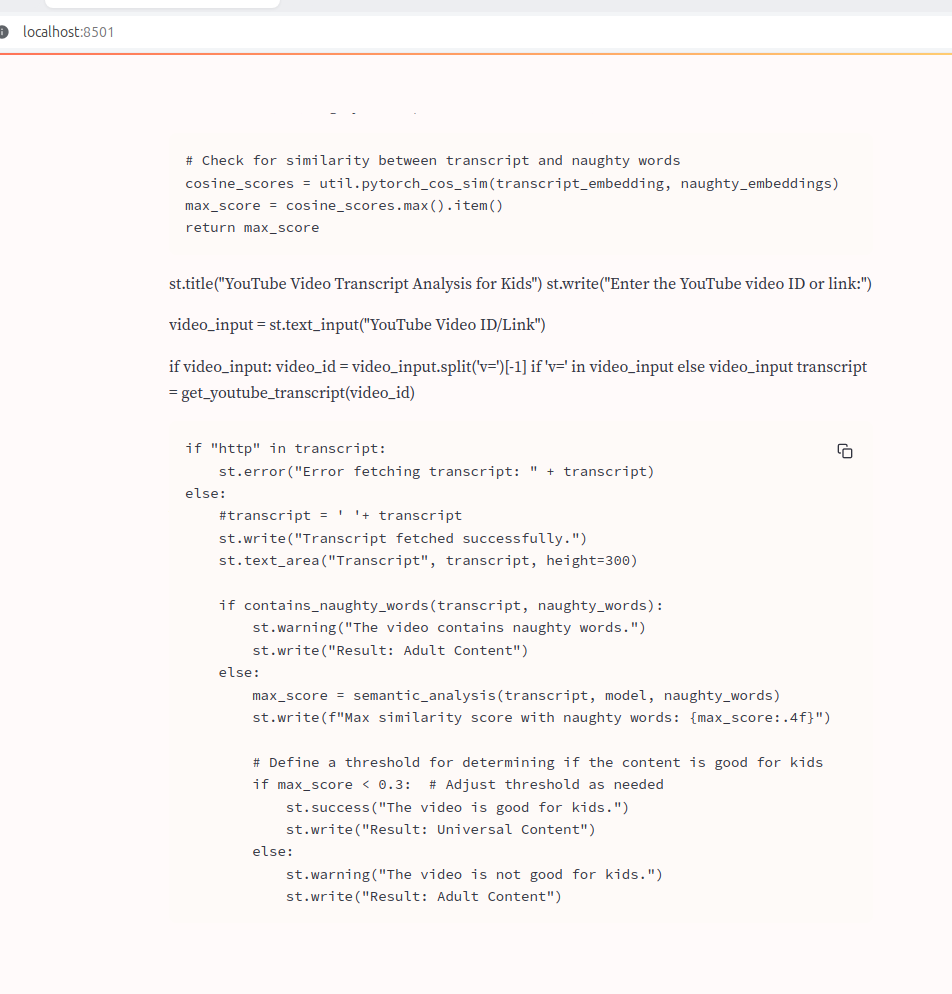 localhost:8501
# Check for similarity between transcript and naughty words
cosine_scores = util.pytorch_cos_sim(transcript_embedding, naughty_embeddings)
max_score = cosine_scores.max().item()
return max_score
st.title("YouTube Video Transcript Analysis for Kids") st.write("Enter the YouTube video ID or link:")
video_input = st.text_input("YouTube Video ID/Link")
if video_input: video_id = video_input.split('v=')[-1] if 'v=' in video_input else video_input transcript
= get_youtube_transcript(video_id)
if "http" in transcript:
    st.error("Error fetching transcript: " + transcript)
else:
    #transcript = ' '+ transcript
    st.write("Transcript fetched successfully.")
    st.text_area("Transcript", transcript, height=300)
    if contains_naughty_words(transcript, naughty_words):
        st.warning("The video contains naughty words.")
        st.write("Result: Adult Content")
    else:
        max_score = semantic_analysis(transcript, model, naughty_words)
        st.write(f"Max similarity score with naughty words: {max_score:.4f}")
        # Define a threshold for determining if the content is good for kids
        if max_score < 0.3:  # Adjust threshold as needed
            st.success("The video is good for kids.")
            st.write("Result: Universal Content")
        else:
            st.warning("The video is not good for kids.")
            st.write("Result: Adult Content")